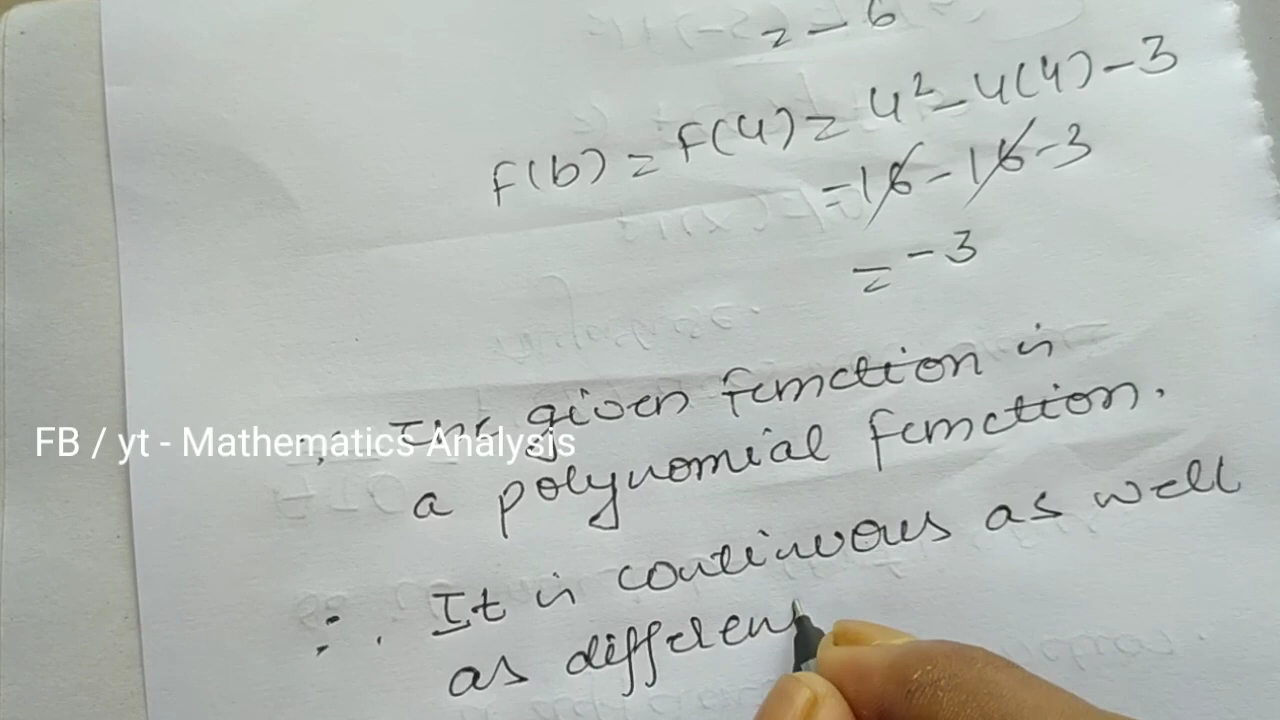 = - 6
F(b) = F(4) = 4² - 4(4) - 3
= 16 - 16 - 3
= - 3
∵ The given function is
FB / yt - Mathematics Analysis
a polynomial function.
∴ It is continuous as well
as differen